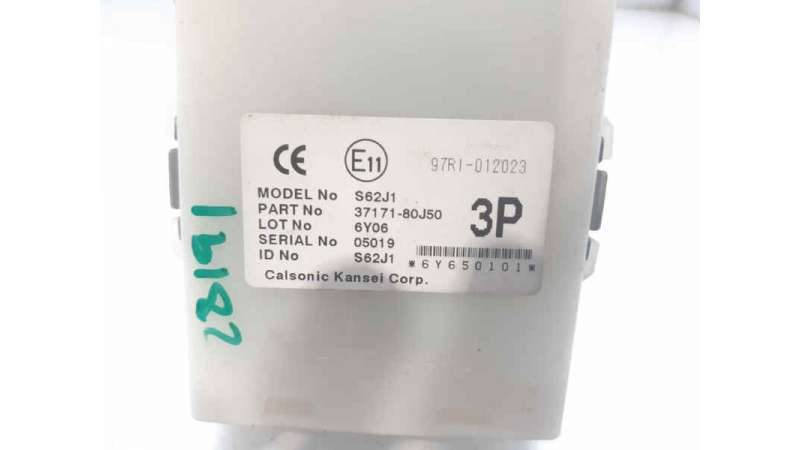 CE E11 97RI-012023
MODEL No S62J1
PART No 37171-80J50
LOT No 6Y06
SERIAL No 05019
ID No S62J1
3P
*6Y650101*
Calsonic Kansei Corp.